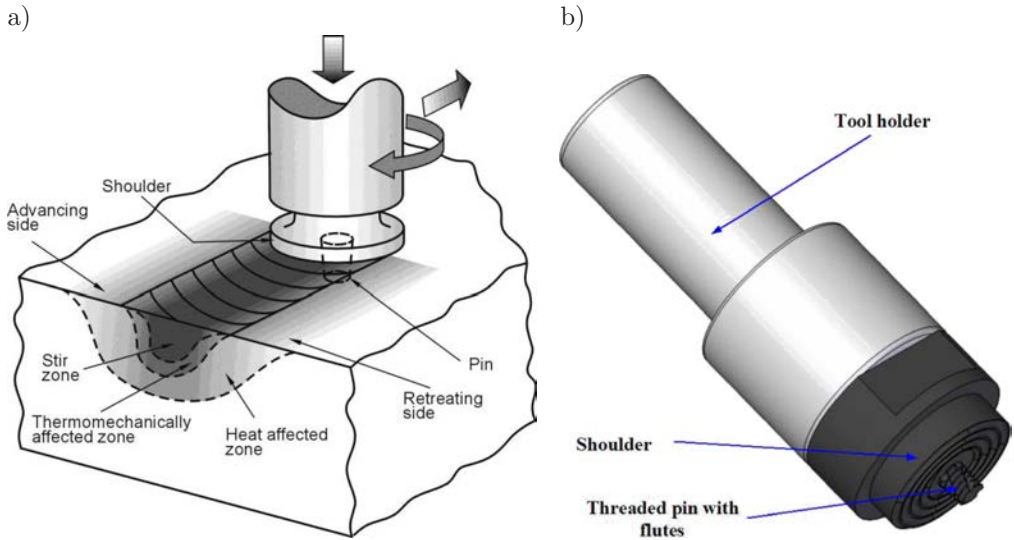 a)
Shoulder
Advancing
side
Stir
zone
Thermomechanically
affected zone
Heat affected
zone
Pin
Retreating
side
b)
Tool holder
Shoulder
Threaded pin with
flutes